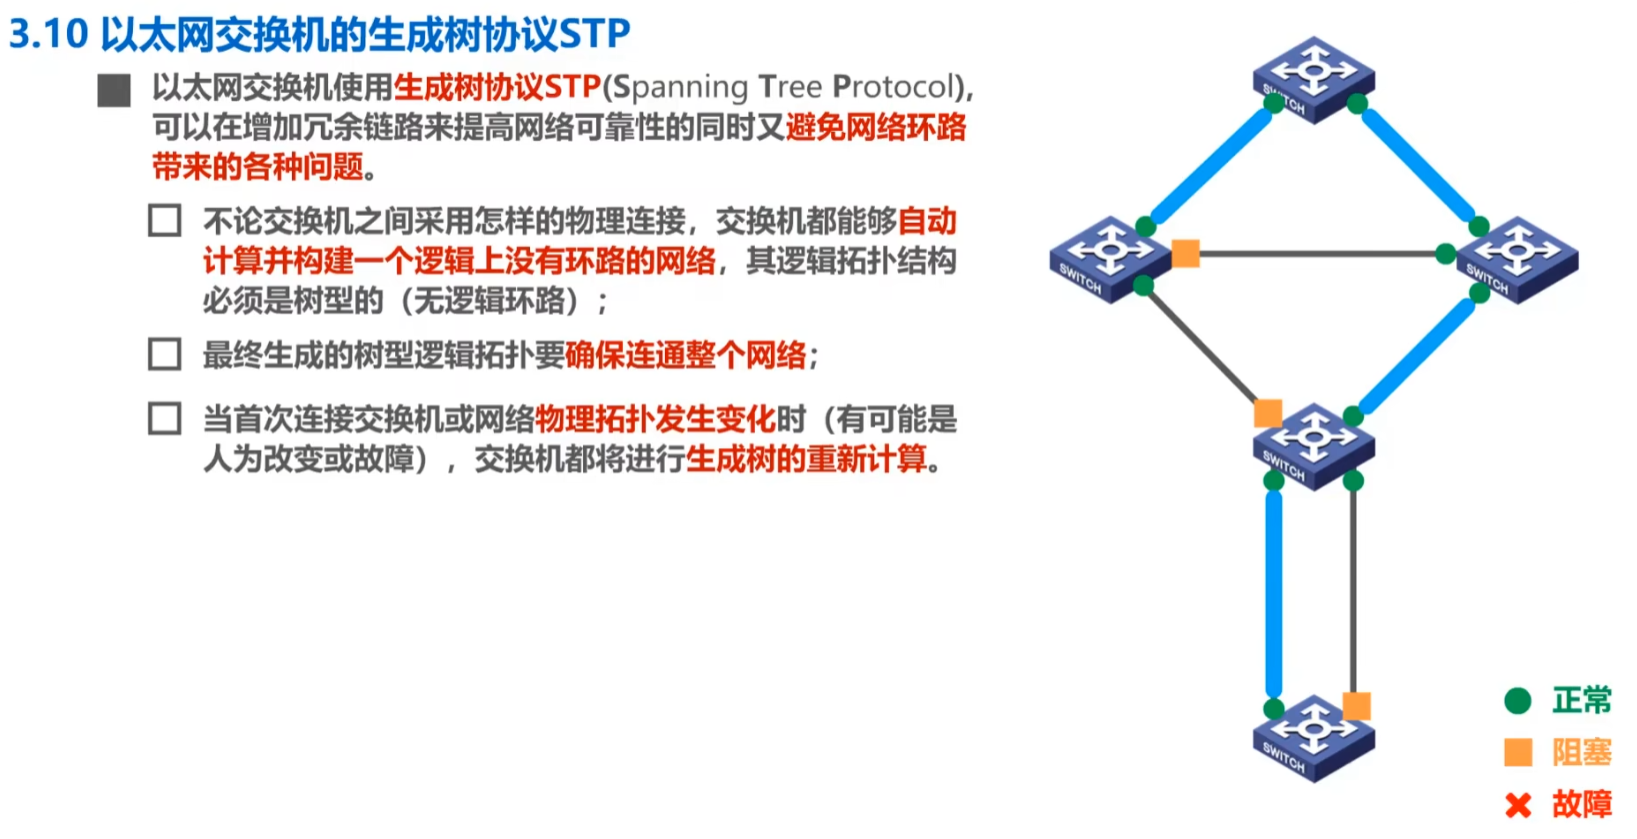 3.10 以太网交换机的生成树协议STP
以太网交换机使用生成树协议STP(Spanning Tree Protocol),
可以在增加冗余链路来提高网络可靠性的同时又避免网络环路
带来的各种问题。
不论交换机之间采用怎样的物理连接，交换机都能够自动
计算并构建一个逻辑上没有环路的网络，其逻辑拓扑结构
必须是树型的（无逻辑环路）；
最终生成的树型逻辑拓扑要确保连通整个网络；
当首次连接交换机或网络物理拓扑发生变化时（有可能是
人为改变或故障），交换机都将进行生成树的重新计算。
SWITCH
SWITCH
SWITCH
SWITCH
SWITCH
正常
阻塞
故障